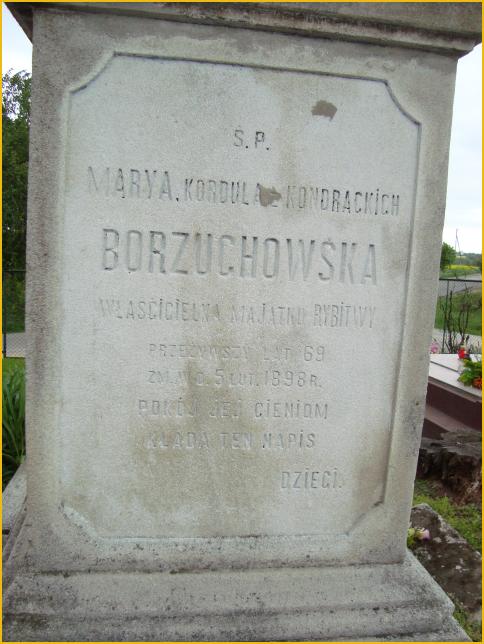 Ś.P.
MARYA, KORDULA z KONDRACKICH
BORZUCHOWSKA
WŁAŚCICIELKA MAJĄTKU RYBITWY
PRZEŻYWSZY LAT 69
ZM. D. 5 LUT. 1898 R.
POKÓJ JEJ CIENIOM
KŁADĄ TEN NAPIS
DZIECI.